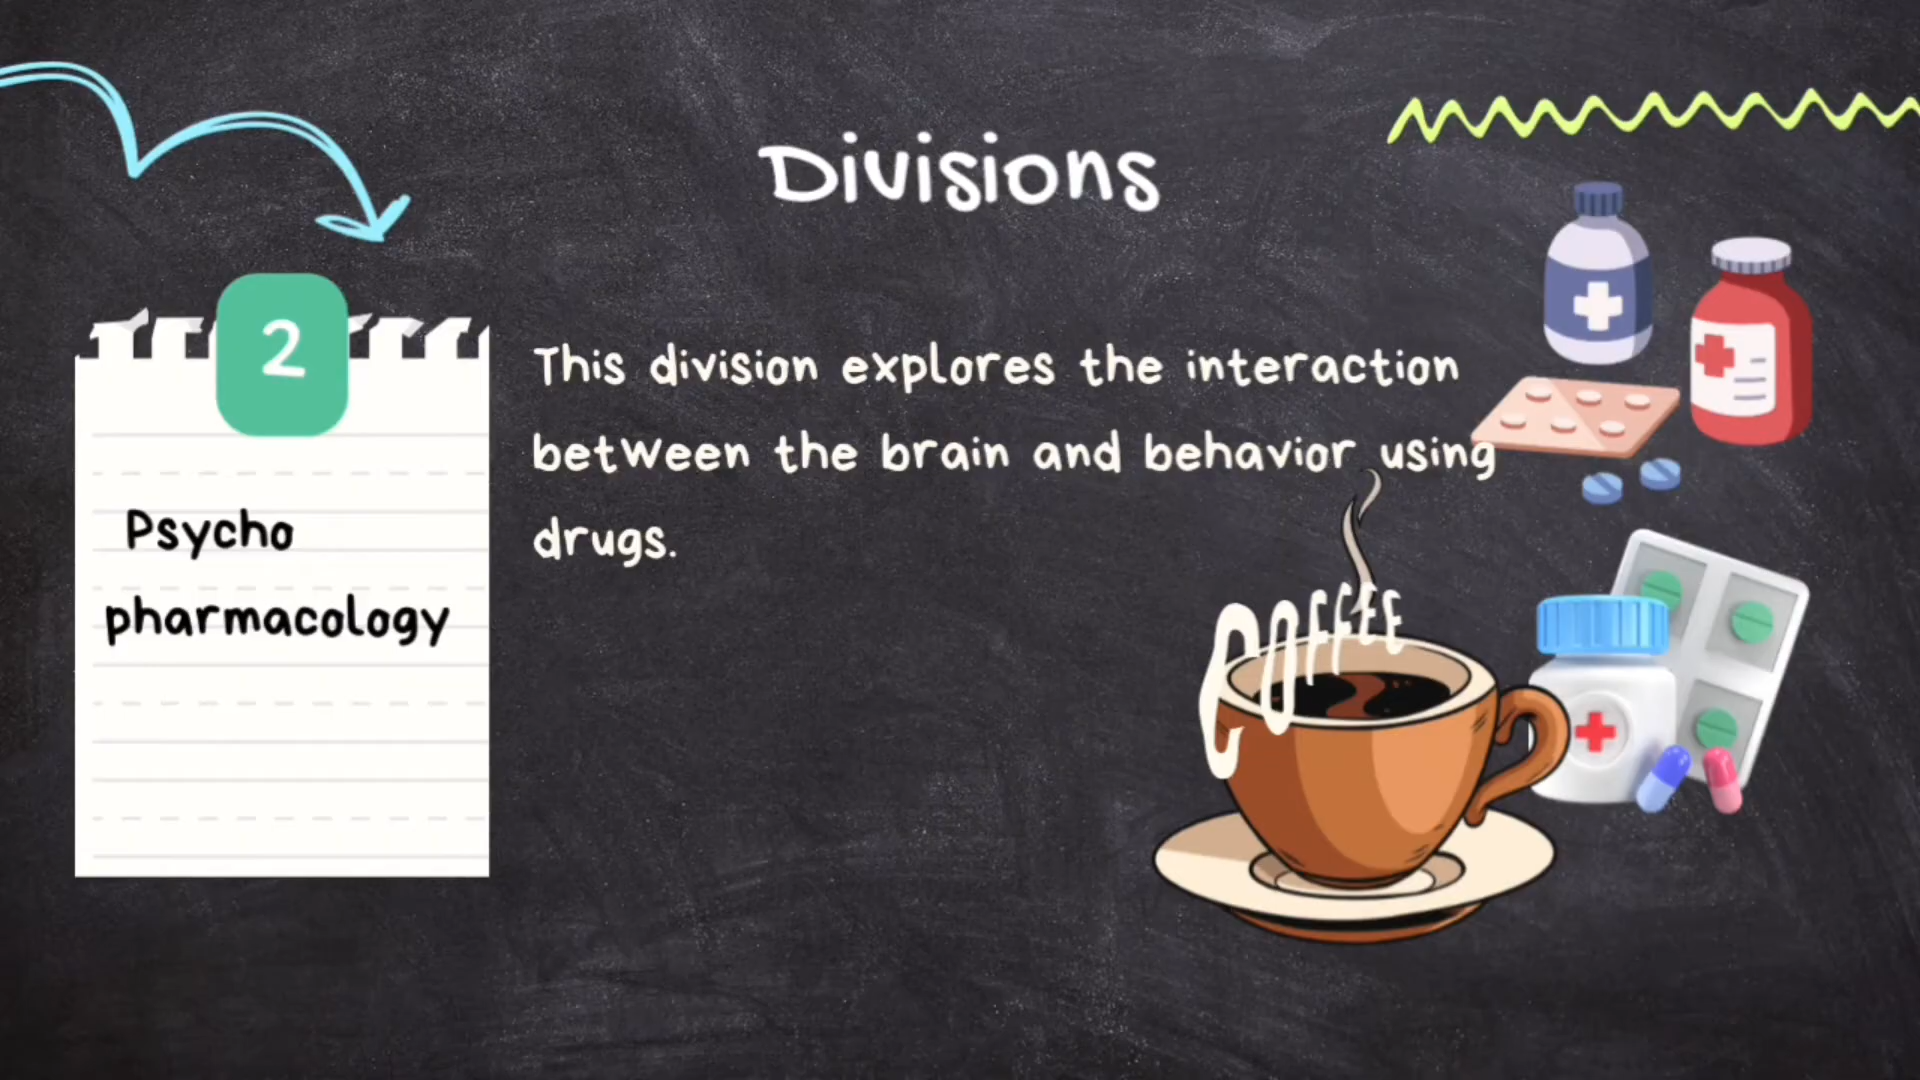 Divisions
2
Psycho
pharmacology
This division explores the interaction
between the brain and behavior using
drugs.
COFFEE